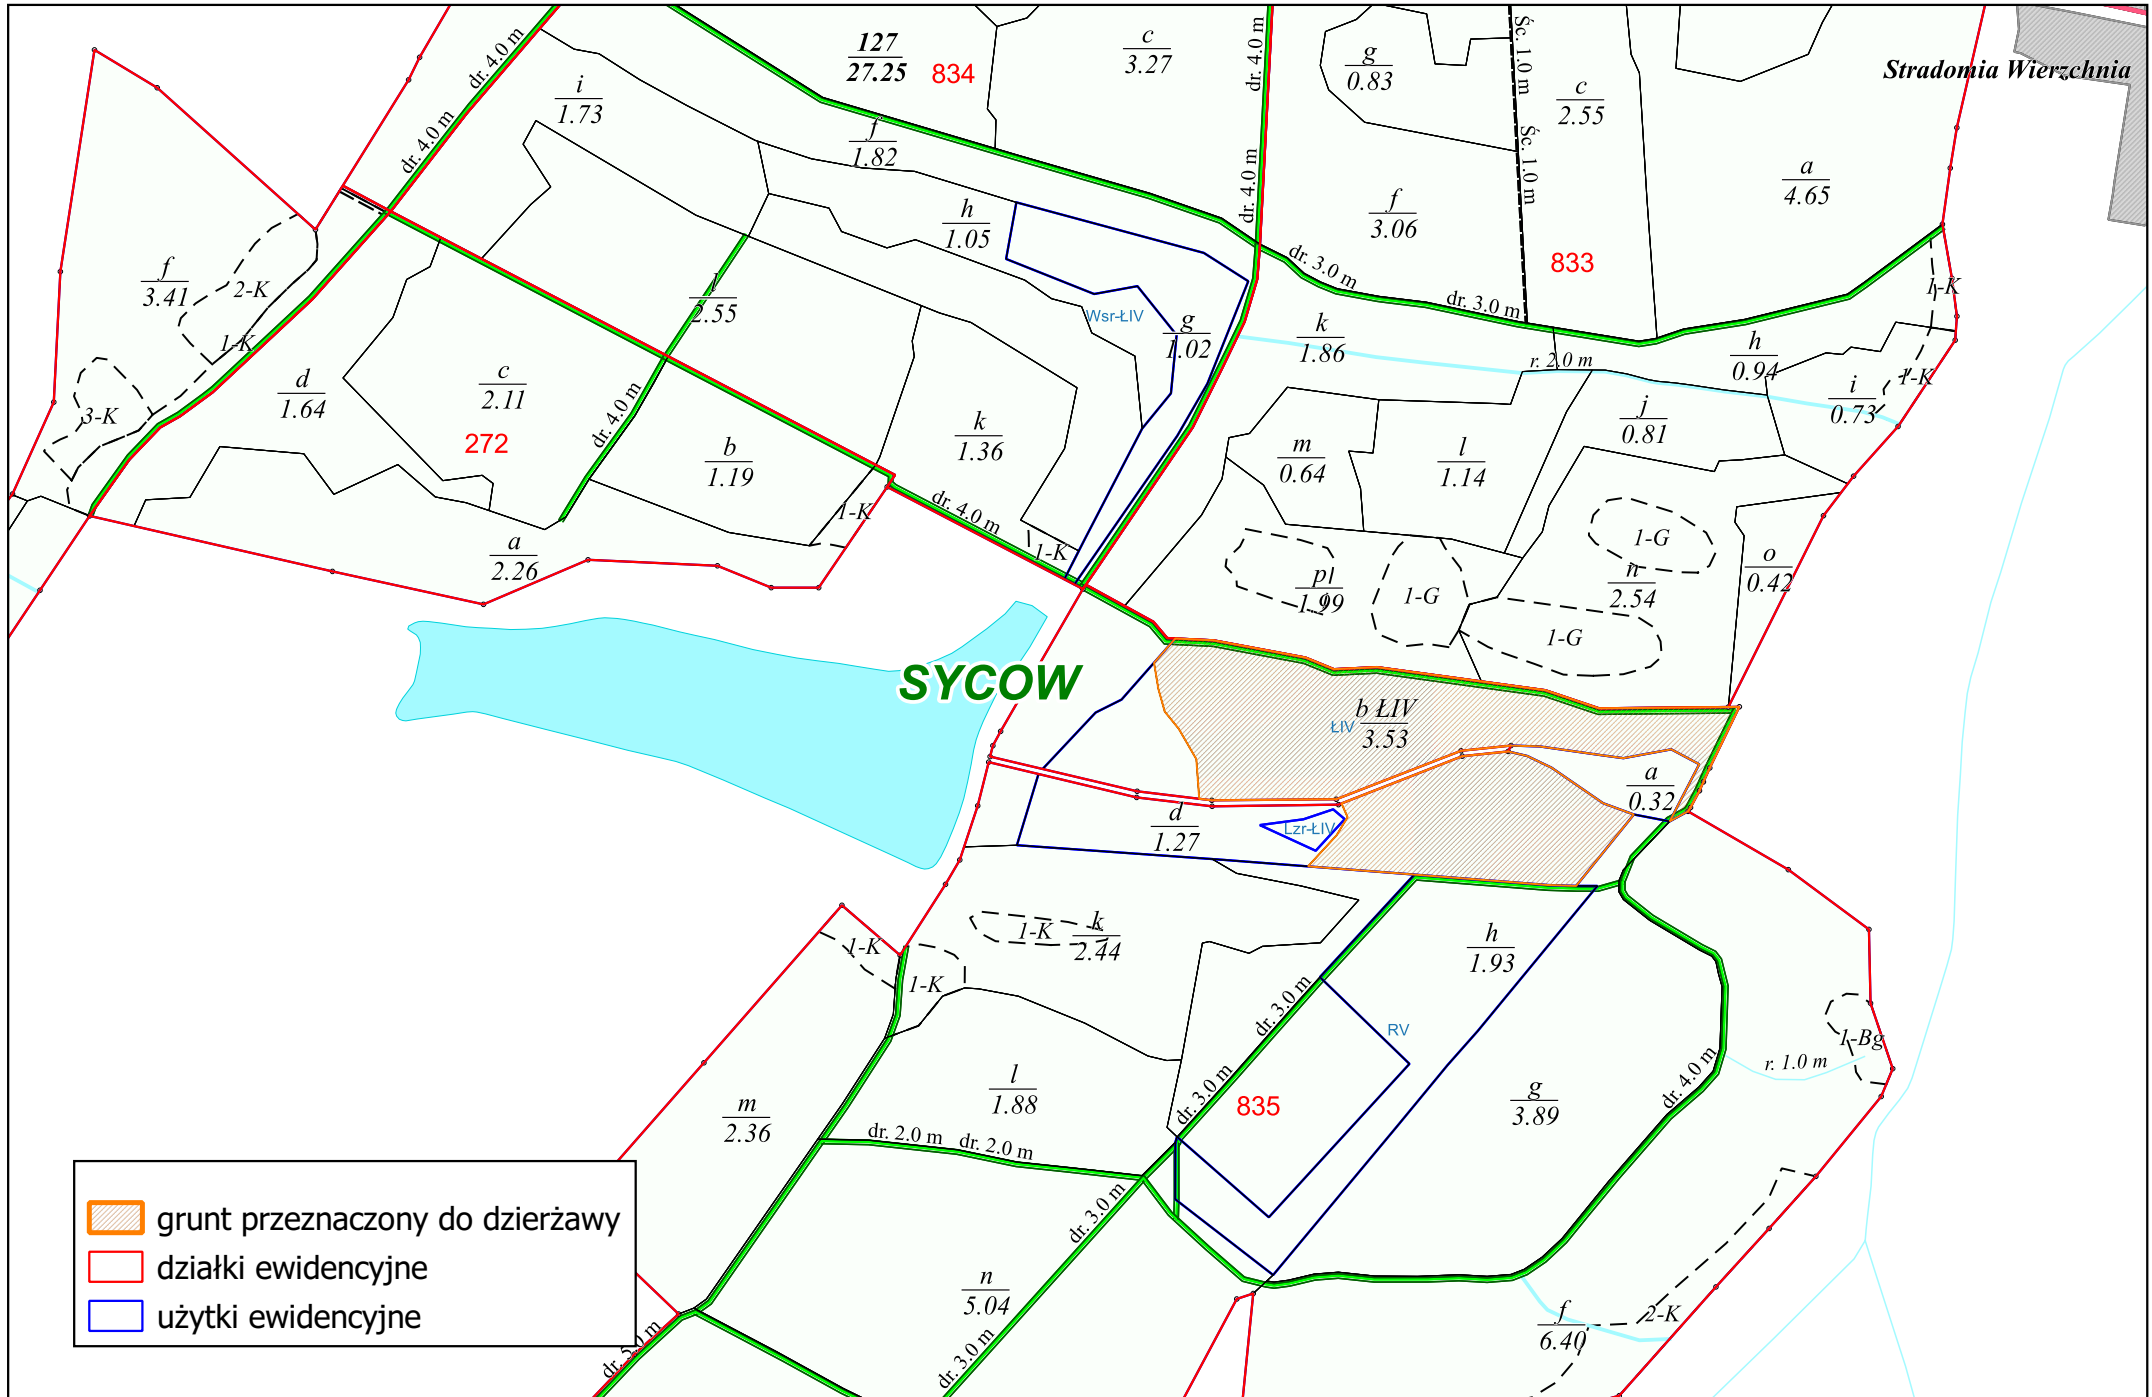 127
27.25
834
c
3.27
dr. 4.0 m
g
0.83
Śc. 1.0 m
Stradomia Wierzchnia
c
2.55
dr. 4.0 m
i
1.73
f
1.82
dr. 4.0 m
dr. 4.0 m
Śc. 1.0 m
a
4.65
h
1.05
f
3.06
833
f
3.41
2-K
l
2.55
dr. 3.0 m
dr. 3.0 m
1-K
1-K
Wsr-ŁIV
g
1.02
k
1.86
r. 2.0 m
h
0.94
1-K
i
0.73
d
1.64
c
2.11
3-K
dr. 4.0 m
272
b
1.19
k
1.36
m
0.64
l
1.14
j
0.81
1-K
dr. 4.0 m
1-K
a
2.26
1-G
n
2.54
o
0.42
pl
1.99
1-G
1-G
SYCOW
b ŁIV
3.53
ŁIV
a
0.32
d
1.27
Lzr-ŁIV
1-K
1-K
k
2.44
1-K
h
1.93
dr. 3.0 m
RV
1-Bg
r. 1.0 m
l
1.88
m
2.36
835
dr. 3.0 m
g
3.89
dr. 4.0 m
dr. 2.0 m
dr. 2.0 m
dr. 3.0 m
n
5.04
f
6.40
2-K
dr. 5.0 m
dr. 3.0 m
grunt przeznaczony do dzierżawy
działki ewidencyjne
użytki ewidencyjne